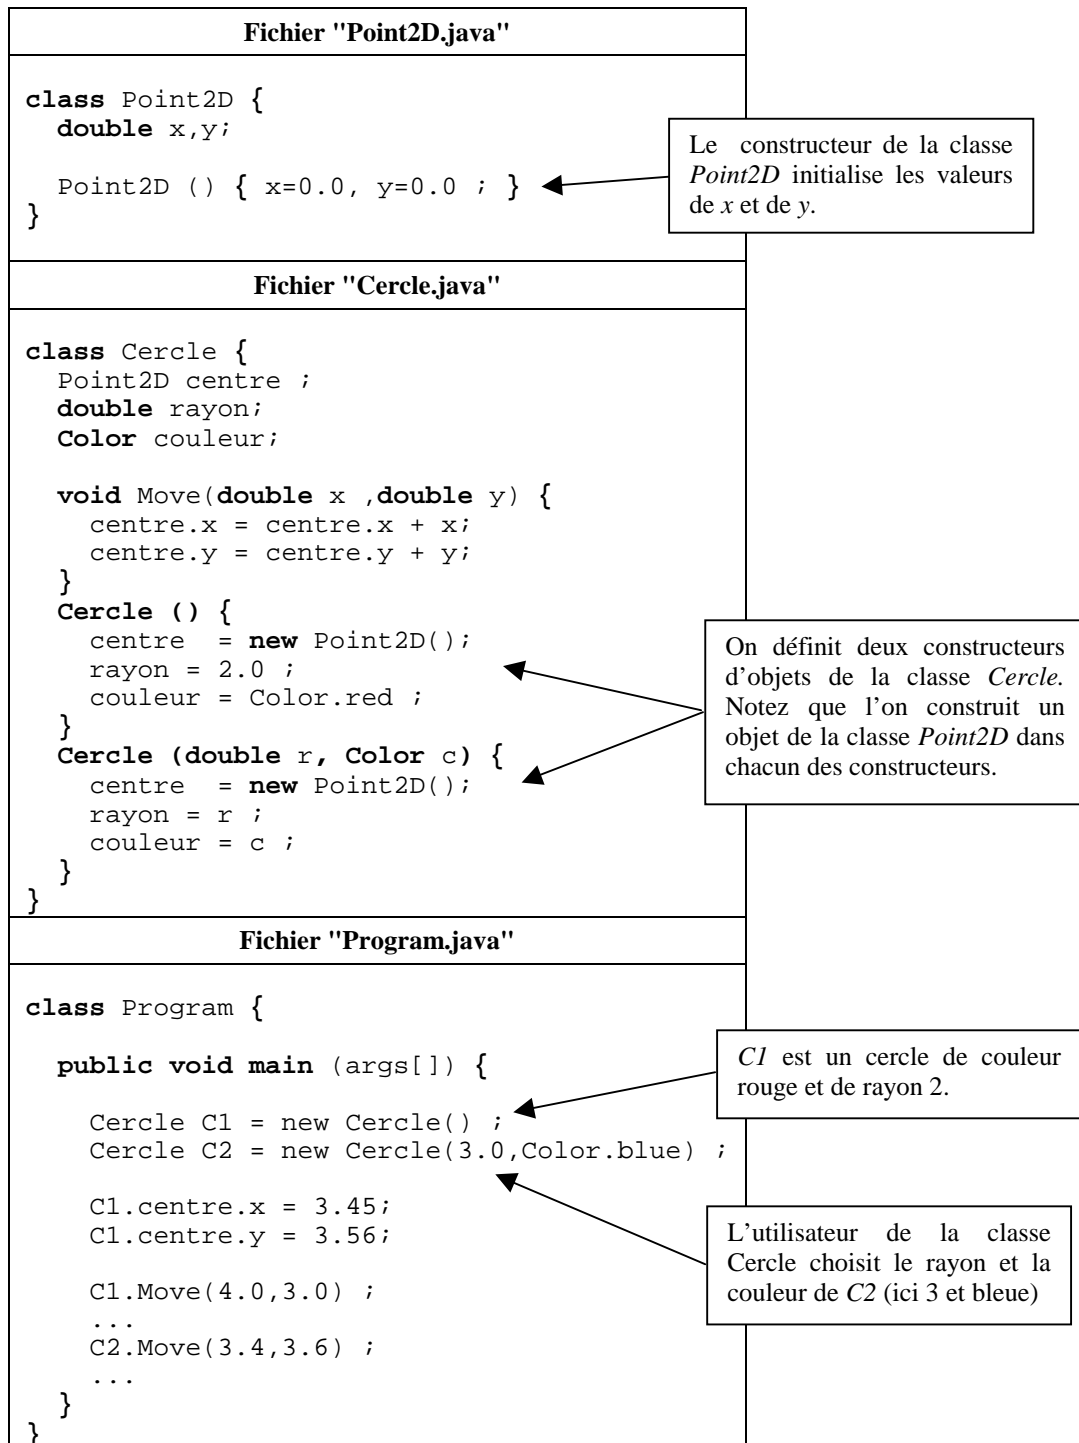 Fichier "Point2D.java"
class Point2D {
double x,y;
Point2D () { x=0.0, y=0.0 ; }
}
Le constructeur de la classe
Point2D initialise les valeurs
de x et de y.
Fichier "Cercle.java"
class Cercle {
Point2D centre ;
double rayon;
Color couleur;
void Move(double x ,double y) {
centre.x = centre.x + x;
centre.y = centre.y + y;
}
Cercle () {
centre  = new Point2D();
rayon = 2.0 ;
couleur = Color.red ;
}
Cercle (double r, Color c) {
centre  = new Point2D();
rayon = r ;
couleur = c ;
}
}
On définit deux constructeurs
d'objets de la classe Cercle.
Notez que l'on construit un
objet de la classe Point2D dans
chacun des constructeurs.
Fichier "Program.java"
class Program {
public void main (args[]) {
Cercle C1 = new Cercle() ;
Cercle C2 = new Cercle(3.0,Color.blue) ;
C1.centre.x = 3.45;
C1.centre.y = 3.56;
C1.Move(4.0,3.0) ;
...
C2.Move(3.4,3.6) ;
...
}
}
C1 est un cercle de couleur
rouge et de rayon 2.
L'utilisateur de la classe
Cercle choisit le rayon et la
couleur de C2 (ici 3 et bleue)